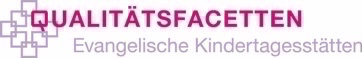 QUALITÄTSFACETTEN
Evangelische Kindertagesstätten